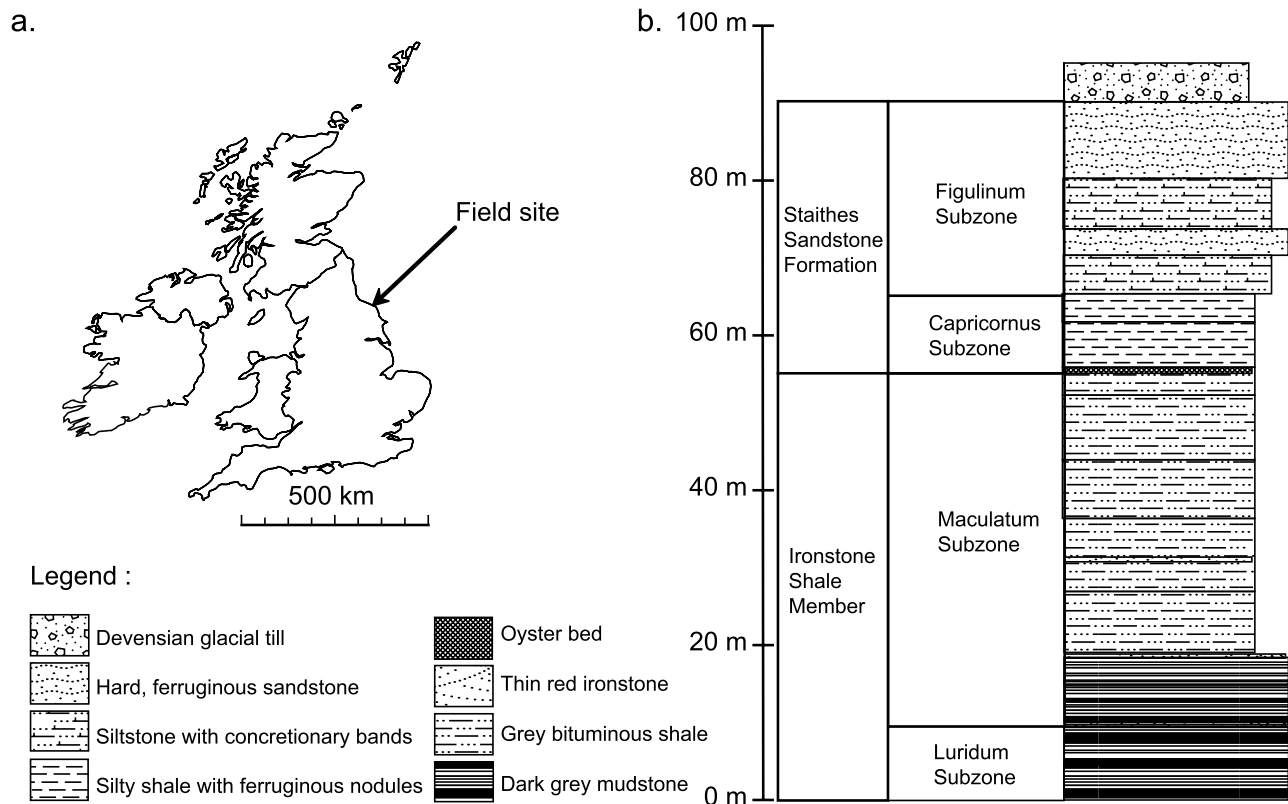 a.
Field site
500 km
Legend :
Devensian glacial till
Hard, ferruginous sandstone
Siltstone with concretionary bands
Silty shale with ferruginous nodules
Oyster bed
Thin red ironstone
Grey bituminous shale
Dark grey mudstone
b.
100 m
80 m
60 m
40 m
20 m
0 m
Staithes
Sandstone
Formation
Ironstone
Shale
Member
Figulinum
Subzone
Capricornus
Subzone
Maculatum
Subzone
Luridum
Subzone